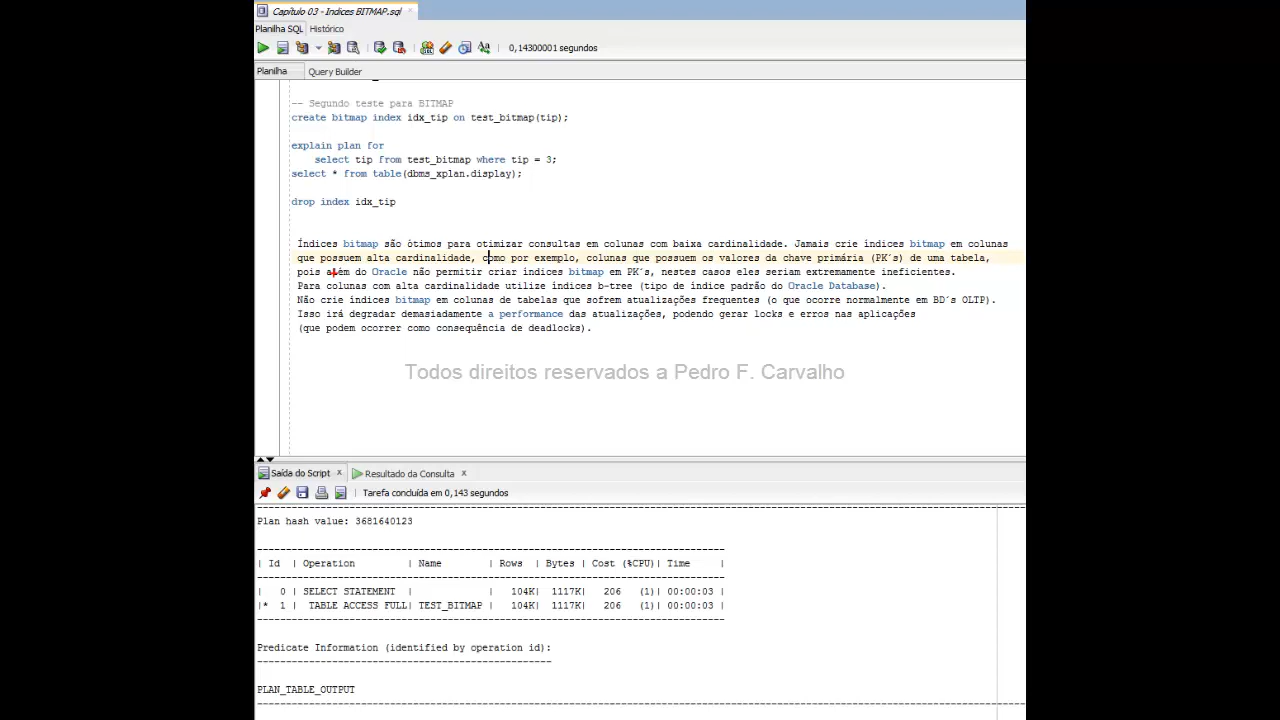 Capítulo 03 - Indices BITMAP.sql
Planilha SQL Histórico
0,14300001 segundos
Planilha Query Builder
-- Segundo teste para BITMAP
create bitmap index idx_tip on test_bitmap(tip);
explain plan for
select tip from test_bitmap where tip = 3;
select * from table(dbms_xplan.display);
drop index idx_tip
Índices bitmap são ótimos para otimizar consultas em colunas com baixa cardinalidade. Jamais crie índices bitmap em colunas
que possuem alta cardinalidade, como por exemplo, colunas que possuem os valores da chave primária (PK´s) de uma tabela,
pois além do Oracle não permitir criar indices bitmap em PK´s, nestes casos eles seriam extremamente ineficientes.
Para colunas com alta cardinalidade utilize índices b-tree (tipo de índice padrão do Oracle Database).
Não crie índices bitmap em colunas de tabelas que sofrem atualizações frequentes (o que ocorre normalmente em BD´s OLTP).
Isso irá degradar demasiadamente a performance das atualizações, podendo gerar locks e erros nas aplicações
(que podem ocorrer como consequência de deadlocks).
Todos direitos reservados a Pedro F. Carvalho
Saída do Script x Resultado da Consulta x
Tarefa concluída em 0,143 segundos
Plan hash value: 3681640123
| Id | Operation | Name | Rows | Bytes | Cost (%CPU)| Time |
| 0 | SELECT STATEMENT | | 104K| 1117K| 206 (1)| 00:00:03 |
|* 1 | TABLE ACCESS FULL| TEST_BITMAP | 104K| 1117K| 206 (1)| 00:00:03 |
Predicate Information (identified by operation id):
PLAN_TABLE_OUTPUT